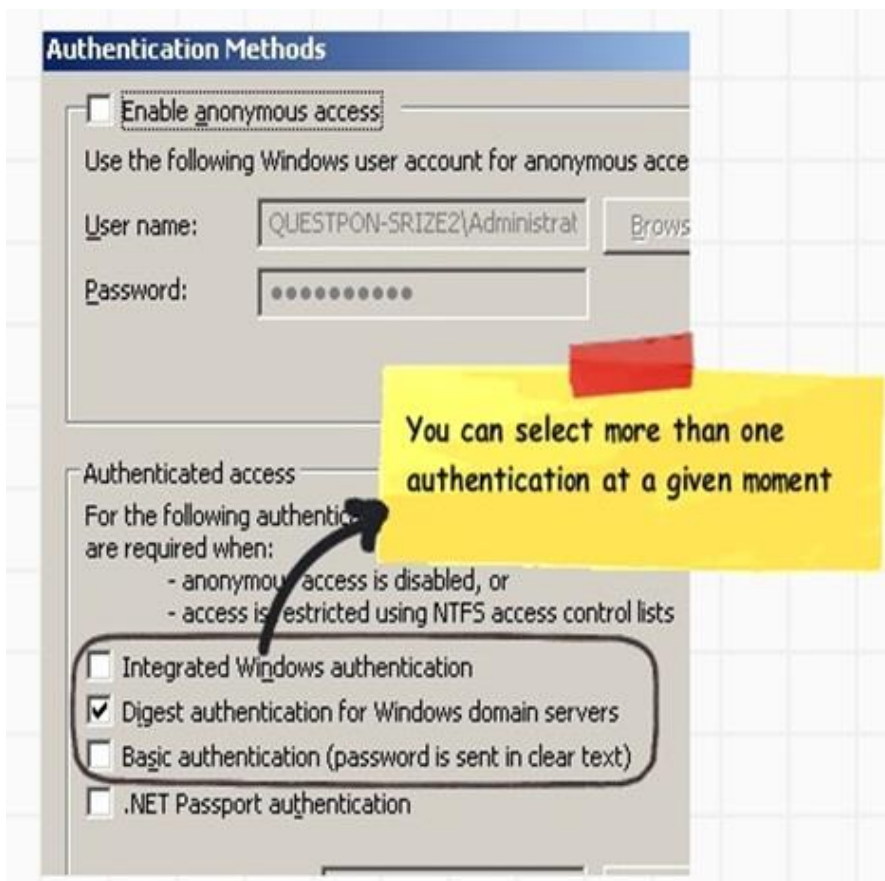 Authentication Methods
Enable anonymous access
Use the following Windows user account for anonymous acce
User name:
QUESTPON-SRIZE2\Administrat
Brows
Password:
You can select more than one
authentication at a given moment
Authenticated access
For the following authentic
are required when:
- anonymous access is disabled, or
- access is restricted using NTFS access control lists
Integrated Windows authentication
Digest authentication for Windows domain servers
Basic authentication (password is sent in clear text)
.NET Passport authentication